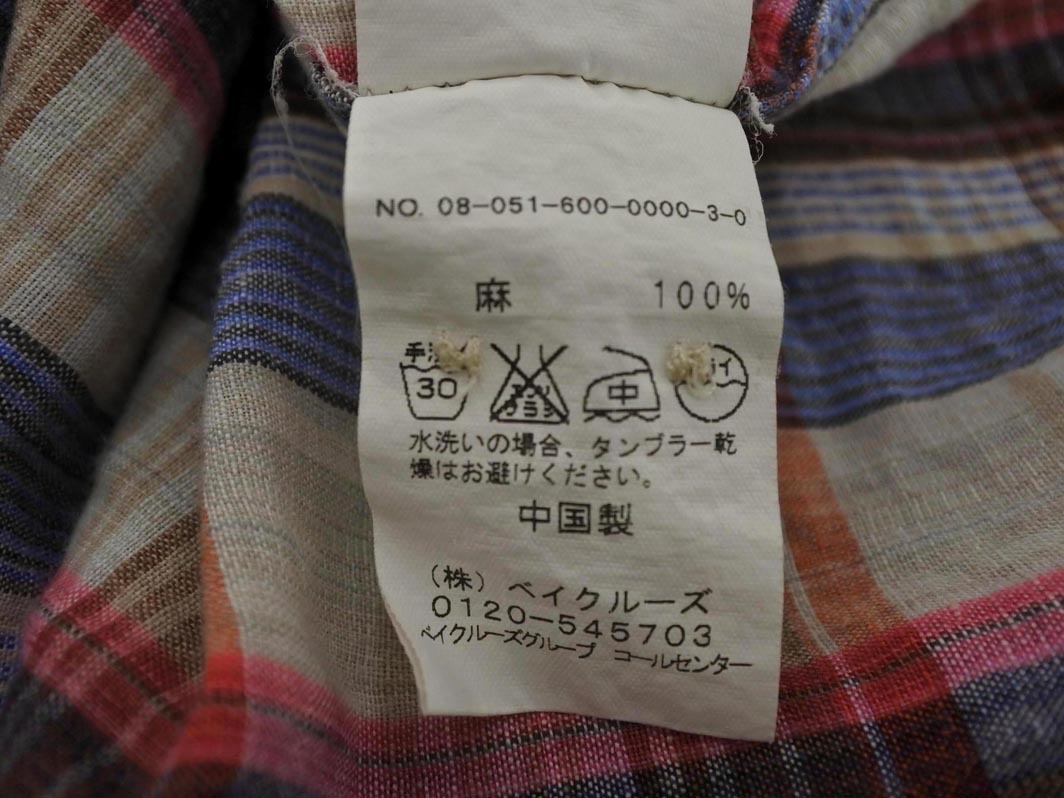 NO. 08-051-600-0000-3-0
麻 100%
30 中
水洗いの場合、タンブラー乾
燥はお避けください。
中国製
（株）ベイクルーズ
0120-545703
ベイクルーズグループ コールセンター